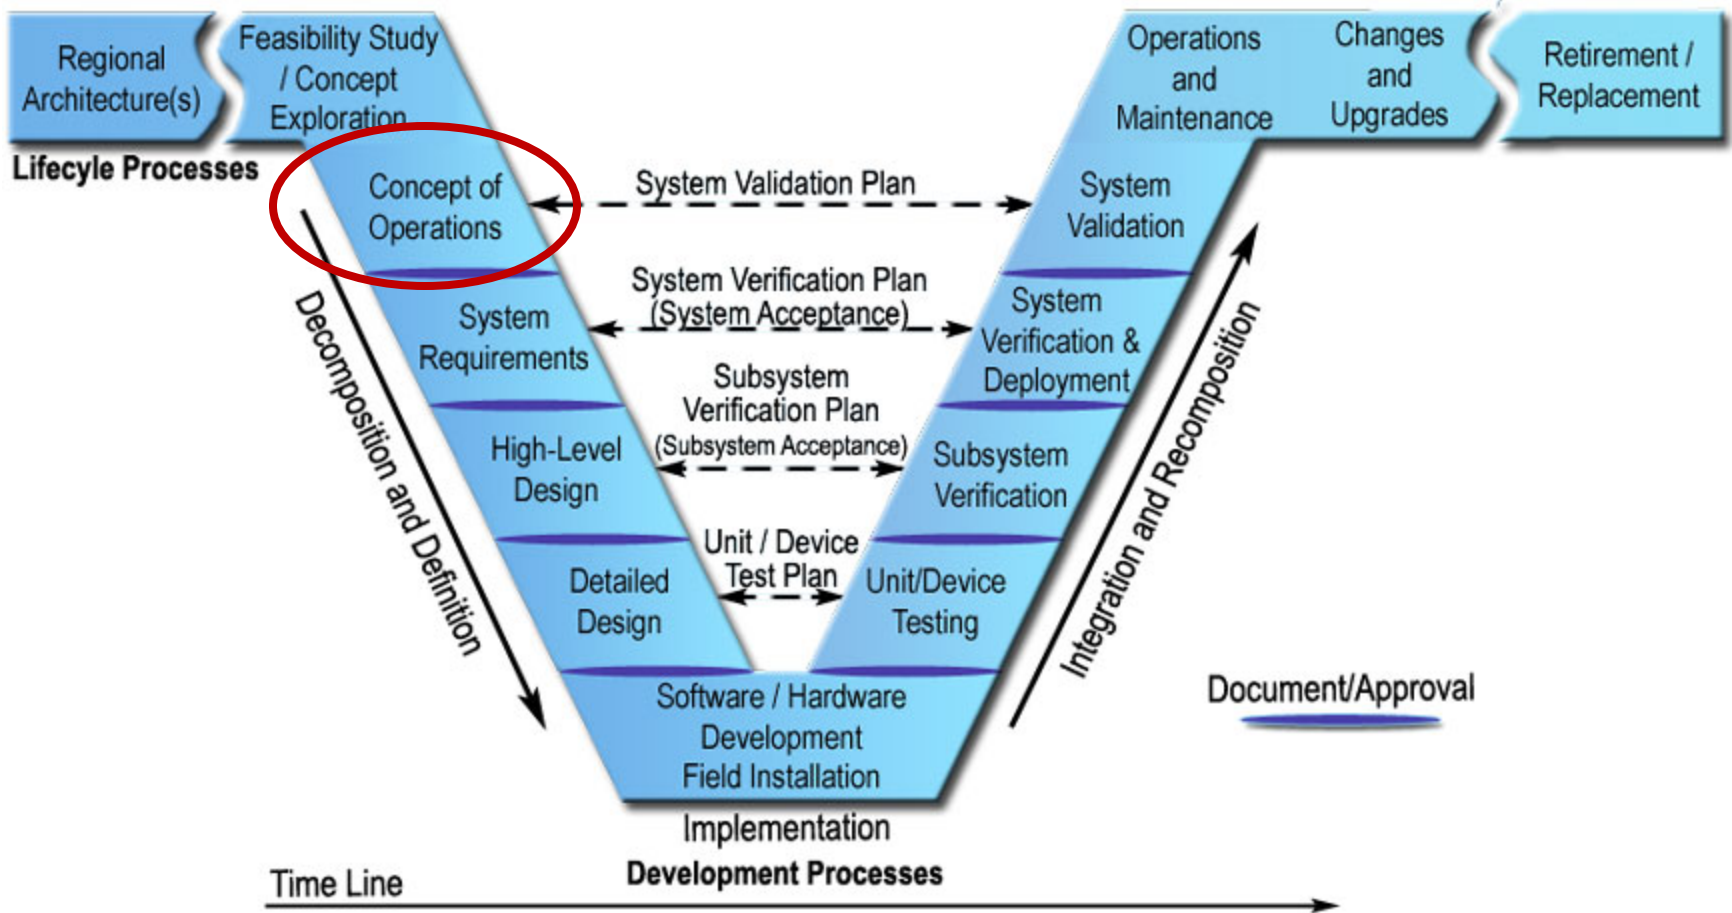 Regional
Architecture(s)
Feasibility Study
/ Concept
Exploration
Operations
and
Maintenance
Changes
and
Upgrades
Retirement /
Replacement
Lifecyle Processes
Concept of
Operations
System Validation Plan
System
Validation
System Requirements
System Verification Plan
(System Acceptance)
System
Verification &
Deployment
High-Level
Design
Subsystem
Verification Plan
(Subsystem Acceptance)
Subsystem
Verification
Detailed
Design
Unit / Device
Test Plan
Unit/Device
Testing
Decomposition and Definition
Integration and Recomposition
Software / Hardware
Development
Field Installation
Document/Approval
Implementation
Development Processes
Time Line